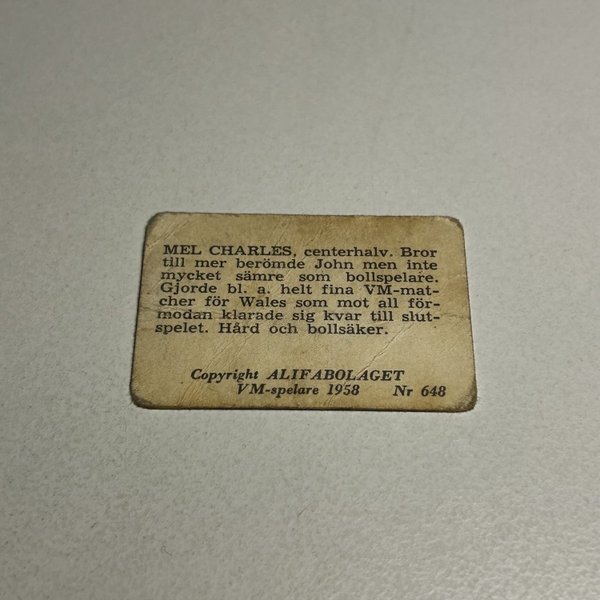 MEL CHARLES, centerhalv. Bror
till mer berömde John men inte
mycket sämre som bollspelare.
Gjorde bl. a. helt fina VM-mat-
cher för Wales som mot all för-
modan klarade sig kvar till slut-
spelet. Hård och bollsäker.
Copyright ALIFABOLAGET
VM-spelare 1958 Nr 648